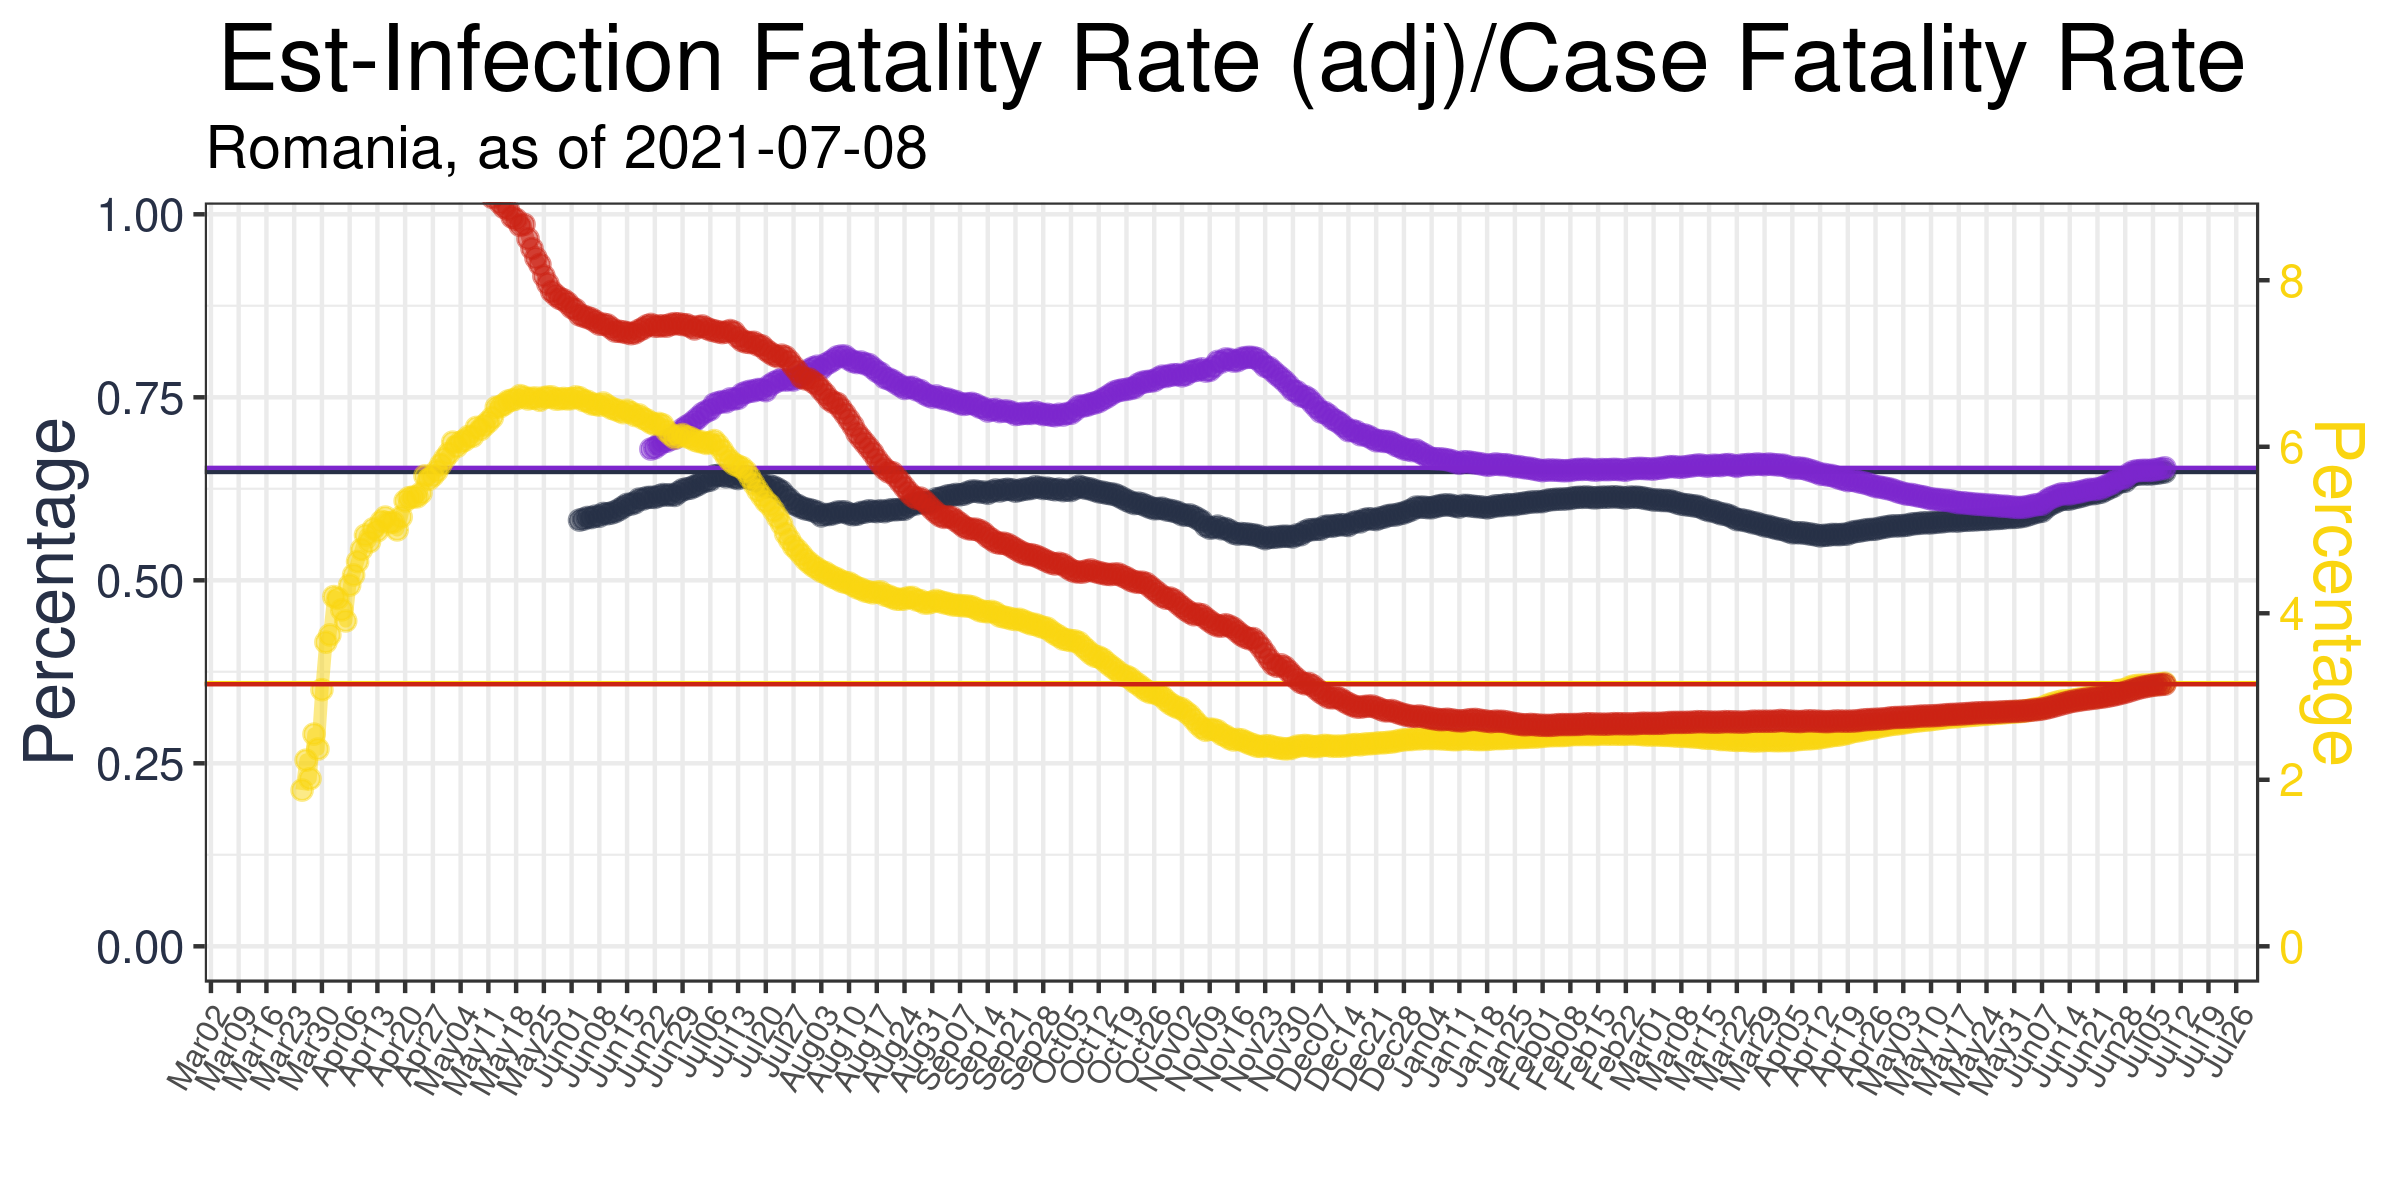 Est-Infection Fatality Rate (adj)/Case Fatality Rate
Romania, as of 2021-07-08
Percentage
1.00
0.75
0.50
0.25
0.00
8
6
4
2
0
Percentage
Mar02
Mar09
Mar16
Mar23
Mar30
Apr06
Apr13
Apr20
Apr27
May04
May11
May18
May25
Jun01
Jun08
Jun15
Jun22
Jun29
Jul06
Jul13
Jul20
Jul27
Aug03
Aug10
Aug17
Aug24
Aug31
Sep07
Sep14
Sep21
Sep28
Oct05
Oct12
Oct19
Oct26
Nov02
Nov09
Nov16
Nov23
Nov30
Dec07
Dec14
Dec21
Dec28
Jan04
Jan11
Jan18
Jan25
Feb01
Feb08
Feb15
Feb22
Mar01
Mar08
Mar15
Mar22
Mar29
Apr05
Apr12
Apr19
Apr26
May03
May10
May17
May24
May31
Jun07
Jun14
Jun21
Jun28
Jul05
Jul12
Jul19
Jul26